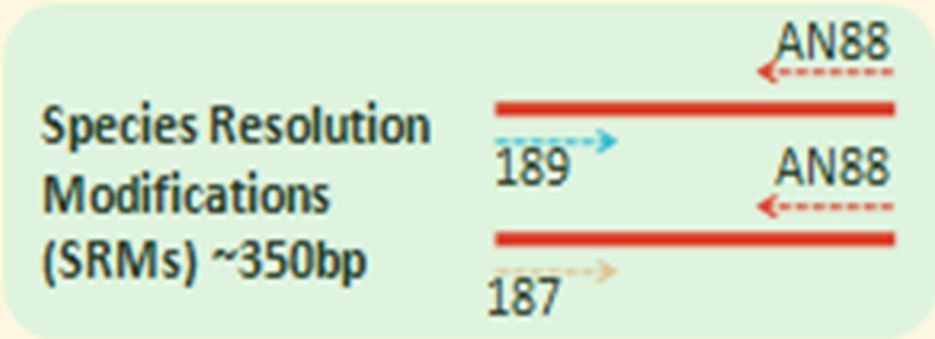 Species Resolution
Modifications
(SRMs) ~350bp
AN88
189
AN88
187